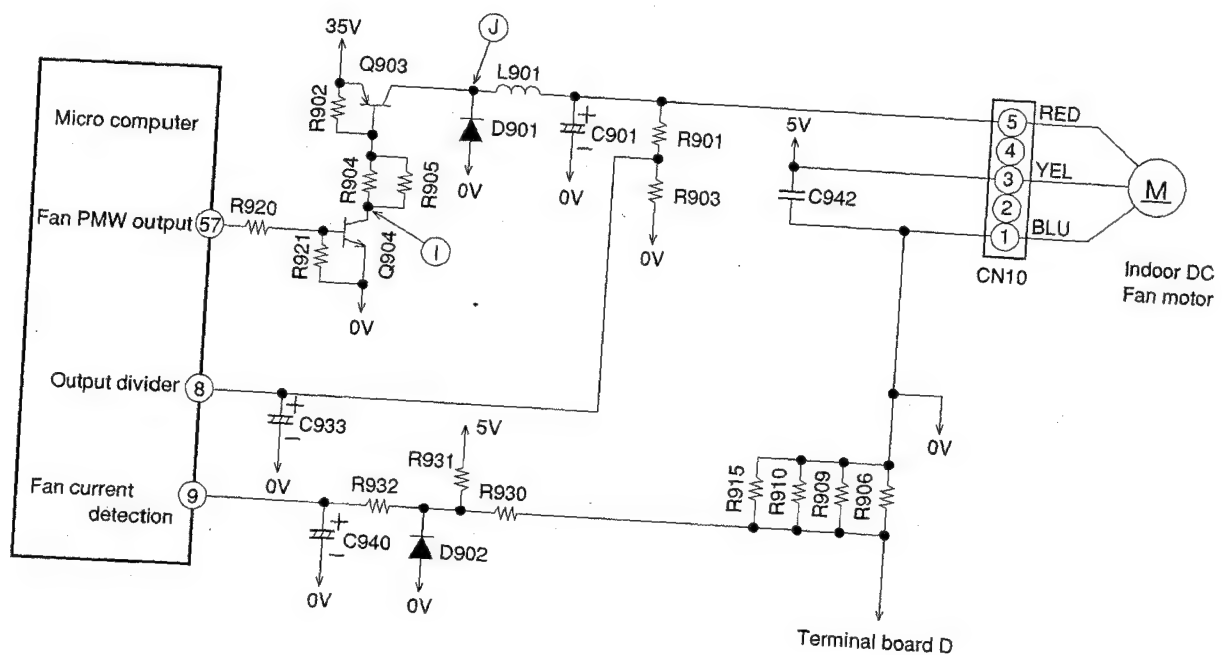 35V
J
Q903
L901
R902
D901
0V
+
C901
−
0V
R901
R903
0V
5V
C942
5
4
3
2
1
RED
YEL
BLU
CN10
M
Indoor DC
Fan motor
Micro computer
R904
R905
Fan PMW output
57
R920
R921
Q904
I
0V
Output divider
8
+
C933
−
0V
5V
R931
Fan current
detection
9
R932
R930
+
C940
−
0V
D902
0V
R915
R910
R909
R906
0V
Terminal board D